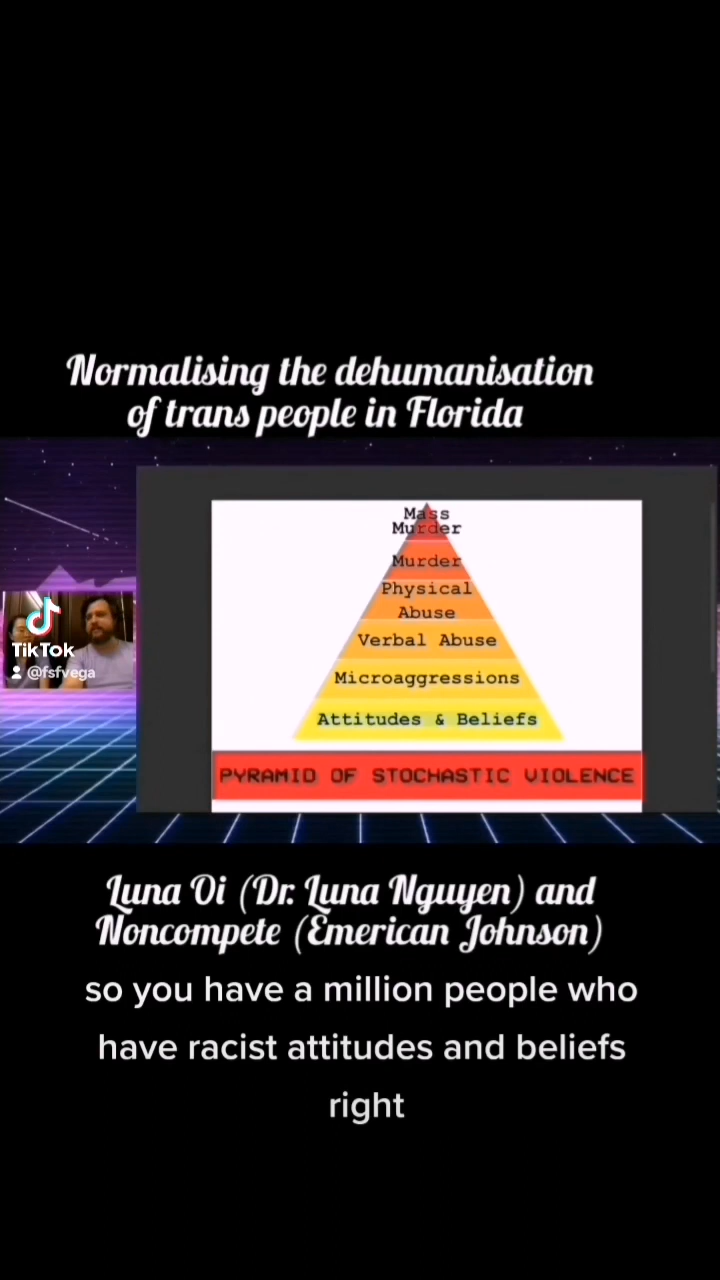 Normalising the dehumanisation
of trans people in Florida
Mass
Murder
Murder
Physical
Abuse
Verbal Abuse
Microaggressions
Attitudes & Beliefs
PYRAMID OF STOCHASTIC VIOLENCE
TikTok
@fsfvega
Luna Oi (Dr. Luna Nguyen) and
Noncompete (Emerican Johnson)
so you have a million people who
have racist attitudes and beliefs
right